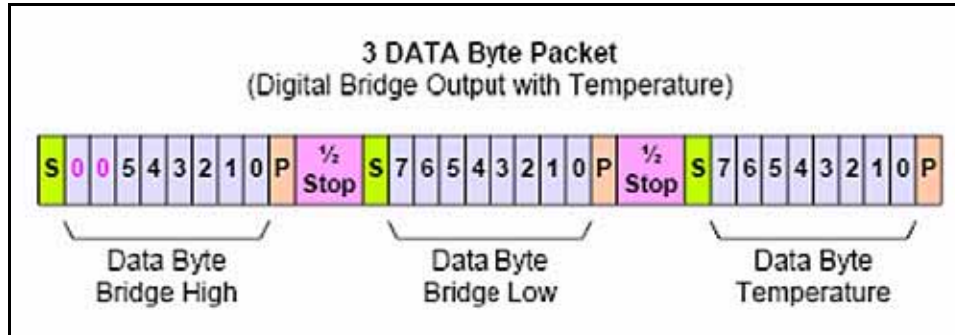 3 DATA Byte Packet
(Digital Bridge Output with Temperature)
S 0 0 5 4 3 2 1 0 P ½ Stop S 7 6 5 4 3 2 1 0 P ½ Stop S 7 6 5 4 3 2 1 0 P
Data Byte Bridge High
Data Byte Bridge Low
Data Byte Temperature